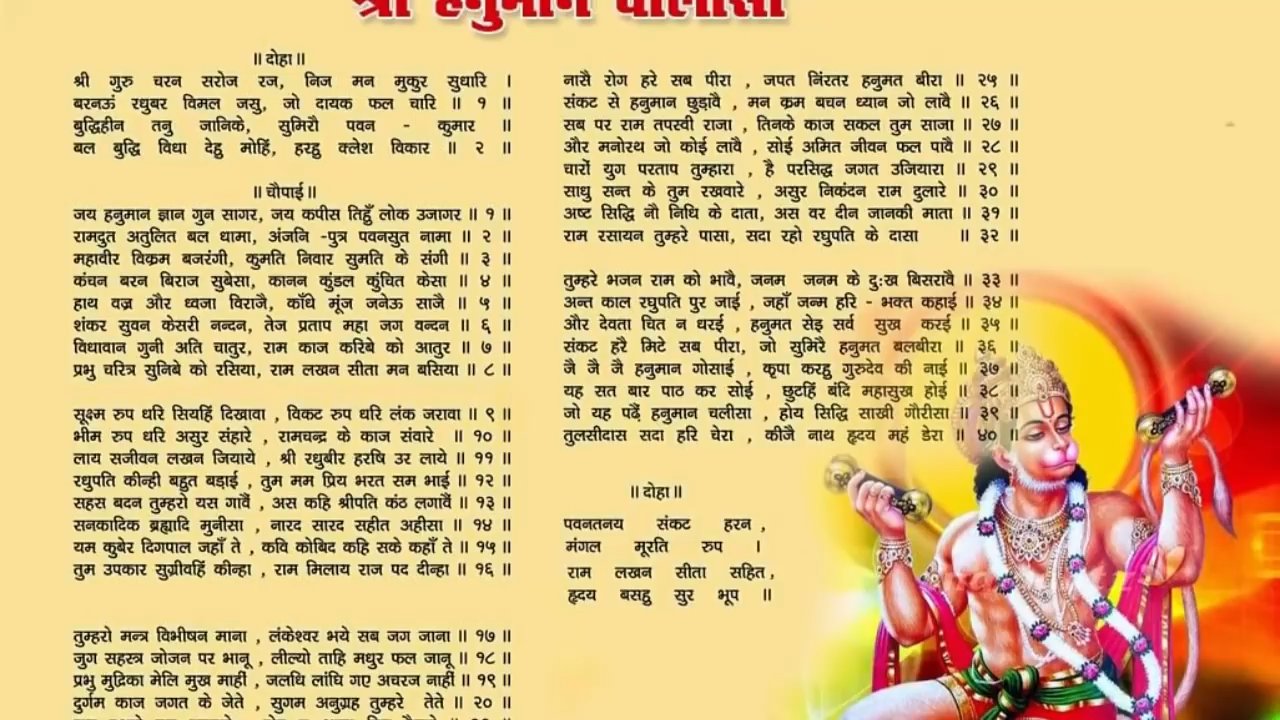 श्री हनुमान चालीसा
॥ दोहा ॥
श्री गुरु चरन सरोज रज, निज मन मुकुर सुधारि ।
बरनऊं रधुबर विमल जसु, जो दायक फल चारि ॥ १ ॥
बुद्धिहीन तनु जानिके, सुमिरौ पवन - कुमार ॥
बल बुद्धि विधा देहु मोहिं, हरहु क्लेश विकार ॥ २ ॥
॥ चौपाई ॥
जय हनुमान ज्ञान गुन सागर, जय कपीस तिहुँ लोक उजागर ॥ १ ॥
रामदुत अतुलित बल धामा, अंजनि -पुत्र पवनसुत नामा ॥ २ ॥
महावीर विक्रम बजरंगी, कुमति निवार सुमति के संगी ॥ ३ ॥
कंचन बरन बिराज सुबेसा, कानन कुंडल कुंचित केसा ॥ ४ ॥
हाथ वज्र और ध्वजा विराजै, काँधे मूंज जनेऊ साजै ॥ ५ ॥
शंकर सुवन केसरी नन्दन, तेज प्रताप महा जग वन्दन ॥ ६ ॥
विधावान गुनी अति चातुर, राम काज करिबे को आतुर ॥ ७ ॥
प्रभु चरित्र सुनिबे को रसिया, राम लखन सीता मन बसिया ॥ ८ ॥
सूक्ष्म रुप धरि सियहिं दिखावा , विकट रुप धरि लंक जरावा ॥ ९ ॥
भीम रुप धरि असुर संहारे , रामचन्द्र के काज संवारे ॥ १० ॥
लाय सजीवन लखन जियाये , श्री रधुबीर हरषि उर लाये ॥ ११ ॥
रधुपति कीन्ही बहुत बड़ाई , तुम मम प्रिय भरत सम भाई ॥ १२ ॥
सहस बदन तुम्हरो यस गावैं , अस कहि श्रीपति कंठ लगावैं ॥ १३ ॥
सनकादिक ब्रह्मादि मुनीसा , नारद सारद सहीत अहीसा ॥ १४ ॥
यम कुबेर दिगपाल जहाँ ते , कवि कोबिद कहि सके कहाँ ते ॥ १५ ॥
तुम उपकार सुग्रीवहिं कीन्हा , राम मिलाय राज पद दीन्हा ॥ १६ ॥
तुम्हरो मन्त्र विभीषन माना , लंकेश्वर भये सब जग जाना ॥ १७ ॥
जुग सहस्त्र जोजन पर भानू , लील्यो ताहि मधुर फल जानू ॥ १८ ॥
प्रभु मुद्रिका मेलि मुख माहीं , जलधि लांघि गए अचरज नाहीं ॥ १९ ॥
दुर्गम काज जगत के जेते , सुगम अनुग्रह तुम्हरे तेते ॥ २० ॥
नासै रोग हरे सब पीरा , जपत निंरतर हनुमत बीरा ॥ २५ ॥
संकट से हनुमान छुड़ावै , मन क्रम बचन ध्यान जो लावै ॥ २६ ॥
सब पर राम तपस्वी राजा , तिनके काज सकल तुम साजा ॥ २७ ॥
और मनोरथ जो कोई लावै , सोई अमित जीवन फल पावै ॥ २८ ॥
चारों युग परताप तुम्हारा , है परसिद्ध जगत उजियारा ॥ २९ ॥
साधु सन्त के तुम रखवारे , असुर निकंदन राम दुलारे ॥ ३० ॥
अष्ट सिद्धि नौ निधि के दाता, अस वर दीन जानकी माता ॥ ३१ ॥
राम रसायन तुम्हरे पासा, सदा रहो रघुपति के दासा ॥ ३२ ॥
तुम्हरे भजन राम को भावै, जनम जनम के दुःख बिसरावै ॥ ३३ ॥
अन्त काल रघुपति पुर जाई , जहाँ जन्म हरि - भक्त कहाई ॥ ३४ ॥
और देवता चित न धरई , हनुमत सेइ सर्व सुख करई ॥ ३५ ॥
संकट हरै मिटे सब पीरा, जो सुमिरै हनुमत बलबीरा ॥ ३६ ॥
जै जै जै हनुमान गोसाई , कृपा करहु गुरुदेव की नाई ॥ ३७ ॥
यह सत बार पाठ कर सोई , छुटहिं बंदि महासुख होई ॥ ३८ ॥
जो यह पढ़ैं हनुमान चलीसा , होय सिद्धि साखी गौरीसा ॥ ३९ ॥
तुलसीदास सदा हरि चेरा , कीजै नाथ हृदय महं डेरा ॥ ४० ॥
॥ दोहा ॥
पवनतनय संकट हरन ,
मंगल मूरति रुप ।
राम लखन सीता सहित ,
हृदय बसहु सुर भूप ॥